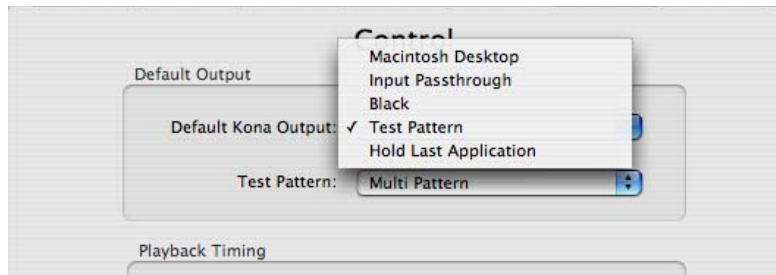 Control
Macintosh Desktop
Default Output
Input Passthrough
Black
Default Kona Output: ✓ Test Pattern
Hold Last Application
Test Pattern: Multi Pattern
Playback Timing